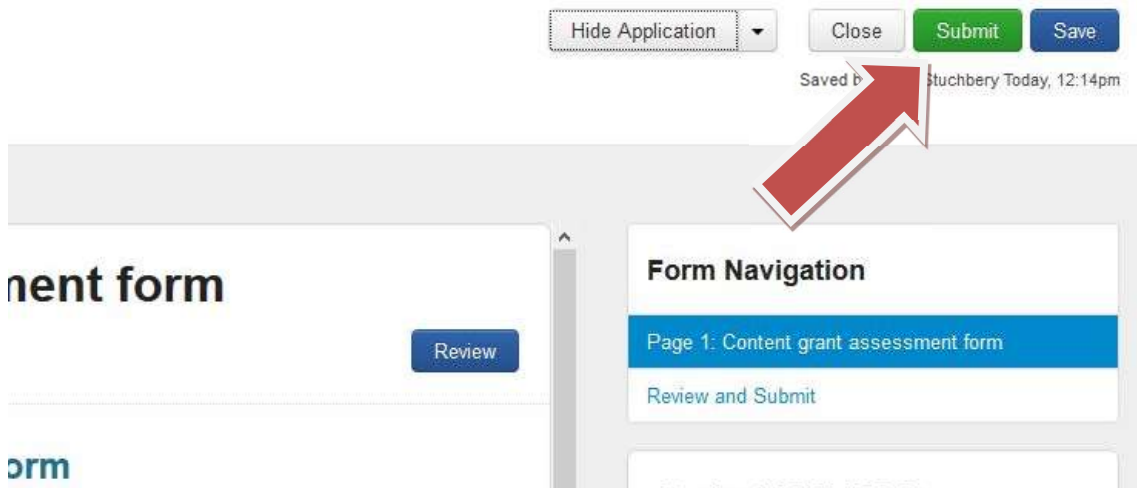 Hide Application
Close
Submit
Save
Saved b Stuchbery Today, 12:14pm
nent form
Form Navigation
Page 1: Content grant assessment form
Review
Review and Submit
orm